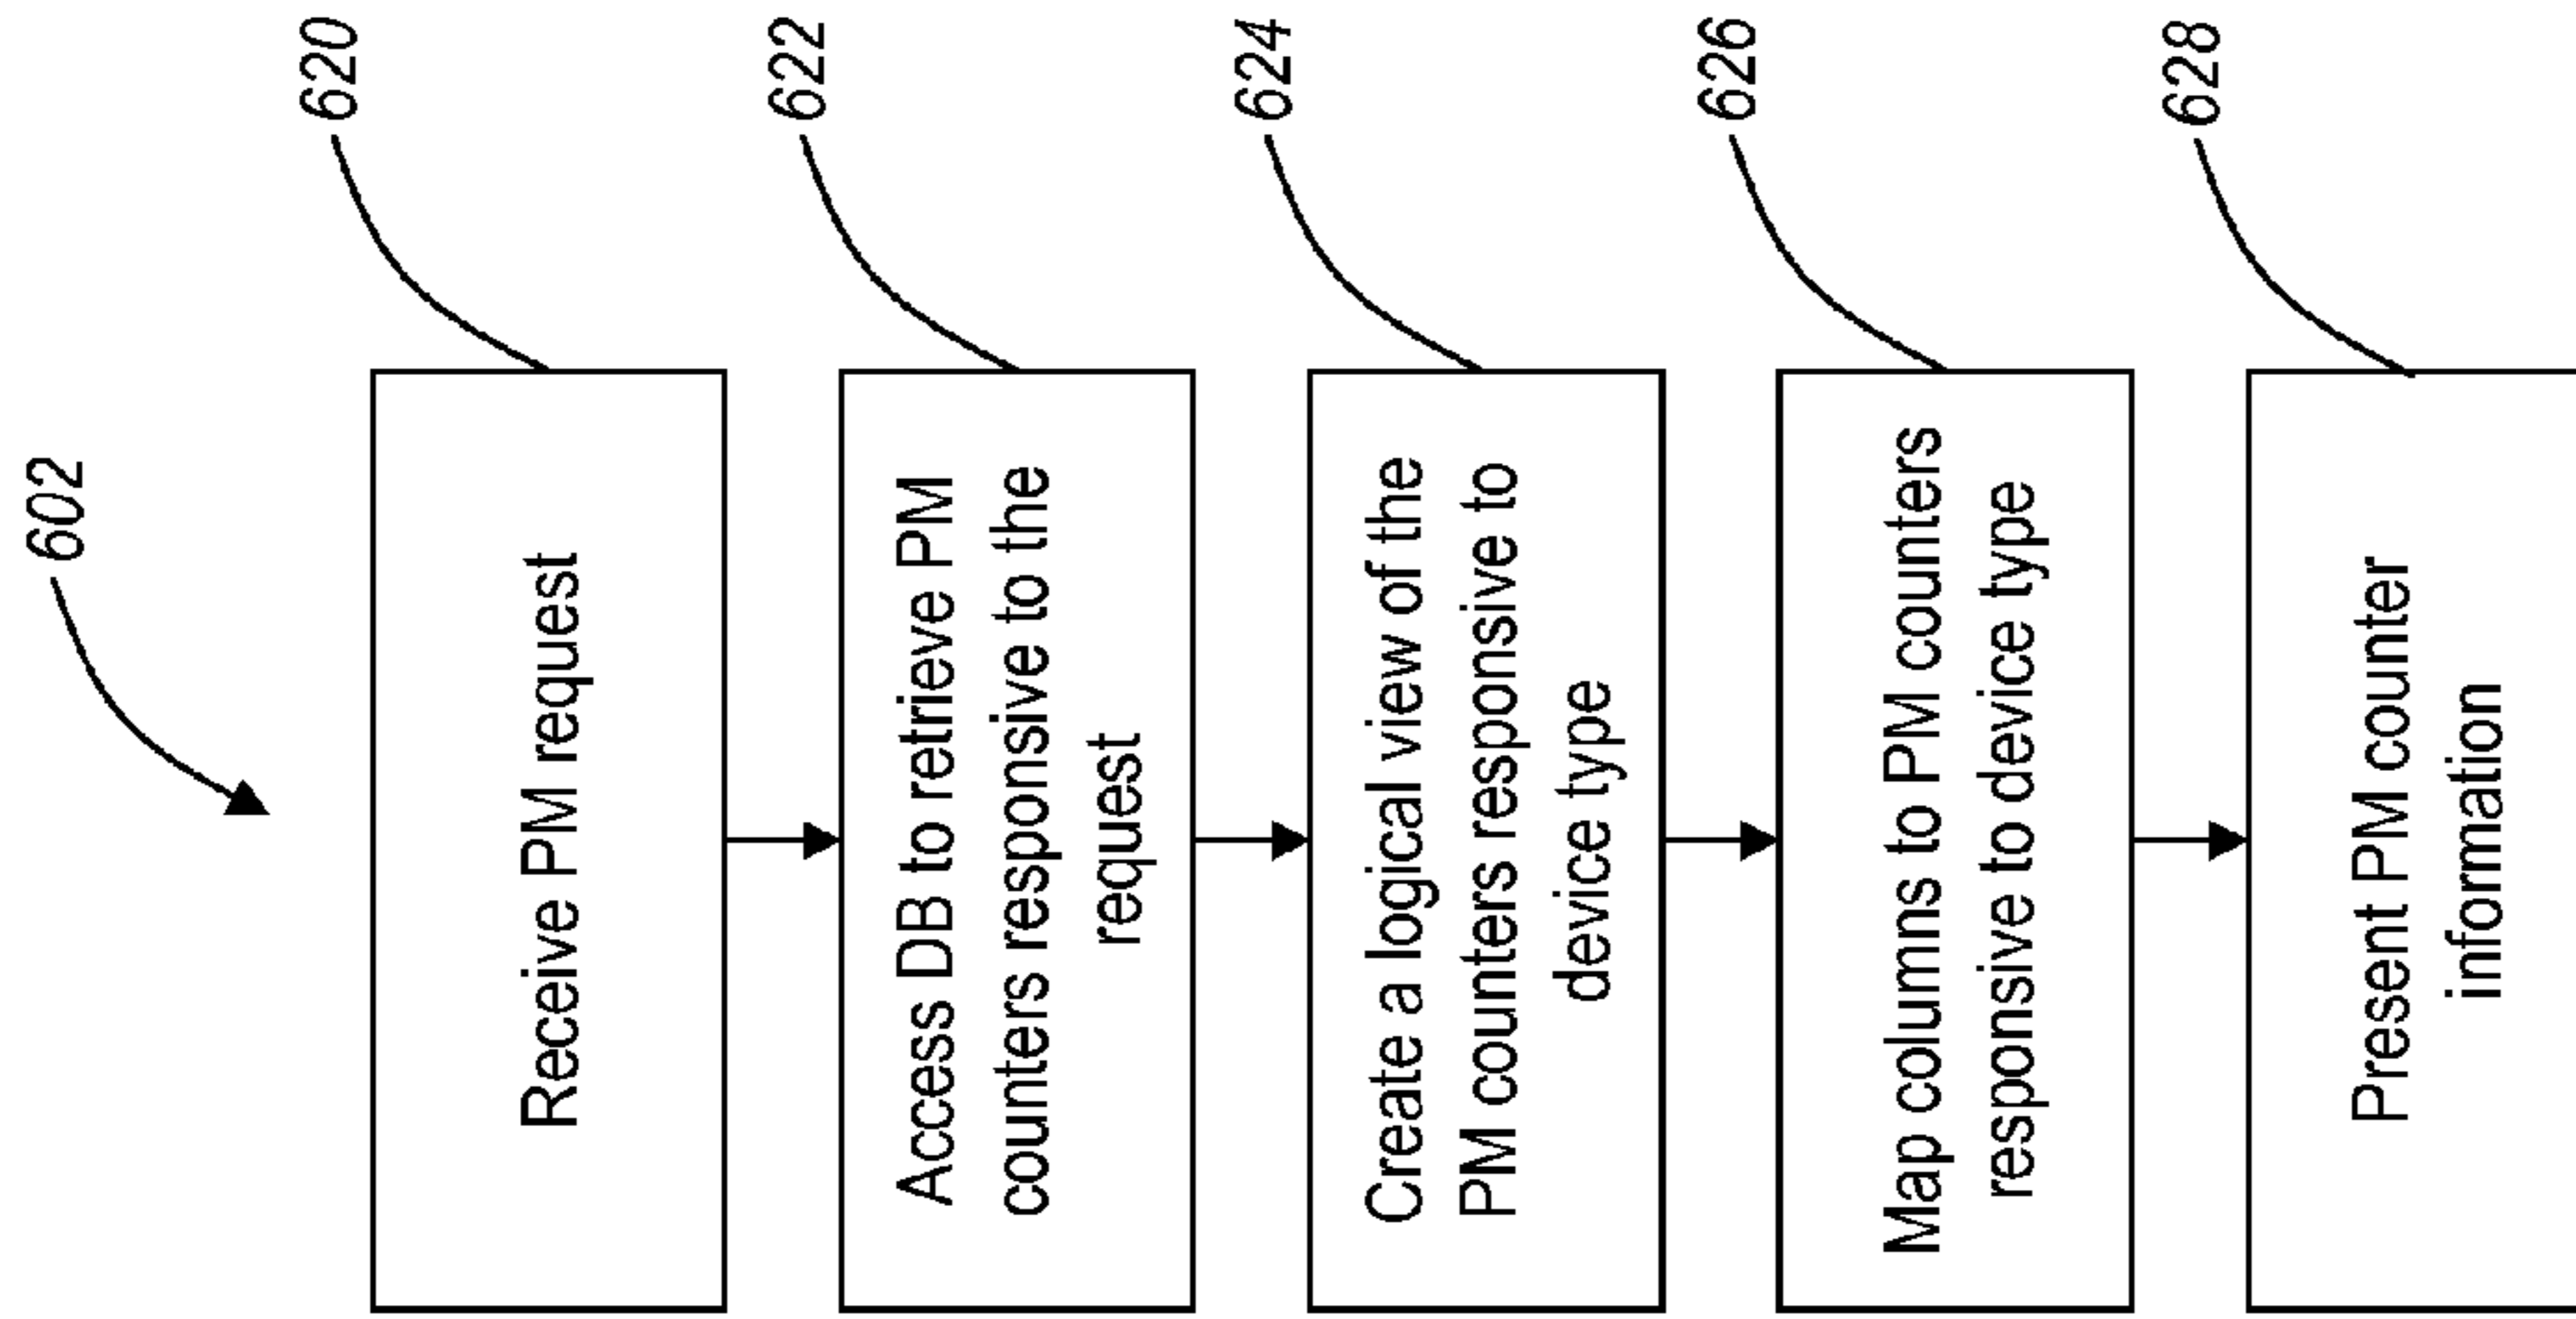 602
620
Receive PM request
622
Access DB to retrieve PM
counters responsive to the
request
624
Create a logical view of the
PM counters responsive to
device type
626
Map columns to PM counters
responsive to device type
628
Present PM counter
information